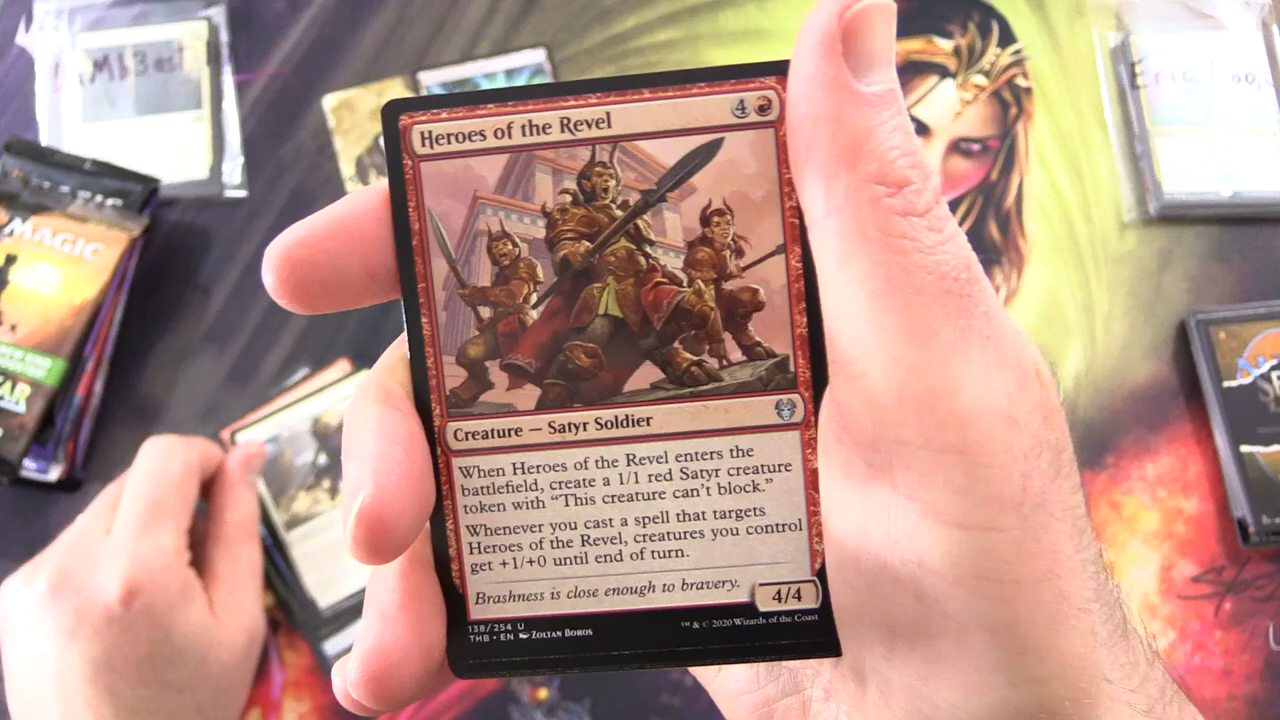 Heroes of the Revel
4
Creature — Satyr Soldier
When Heroes of the Revel enters the
battlefield, create a 1/1 red Satyr creature
token with “This creature can’t block.”
Whenever you cast a spell that targets
Heroes of the Revel, creatures you control
get +1/+0 until end of turn.
Brashness is close enough to bravery.
4/4
138/254 U
THB • EN ZOLTAN BOROS
™ & © 2020 Wizards of the Coast
MAGIC